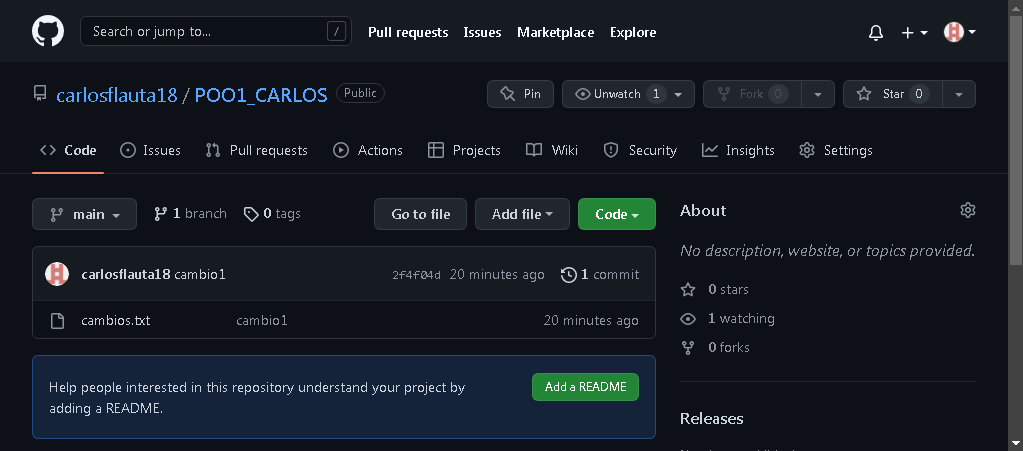 Search or jump to... /
Pull requests Issues Marketplace Explore
carlosflauta18 / POO1_CARLOS Public
Pin Unwatch 1 Fork 0 Star 0
Code Issues Pull requests Actions Projects Wiki Security Insights Settings
main 1 branch 0 tags Go to file Add file Code
carlosflauta18 cambio1 2f4f04d 20 minutes ago 1 commit
cambios.txt cambio1 20 minutes ago
Help people interested in this repository understand your project by
adding a README.
Add a README
About
No description, website, or topics provided.
0 stars
1 watching
0 forks
Releases